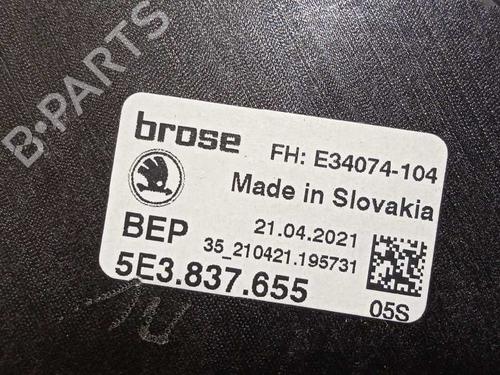 B-PARTS
brose
FH: E34074-104
Made in Slovakia
BEP
21.04.2021
35_210421.195731
5E3.837.655
05S